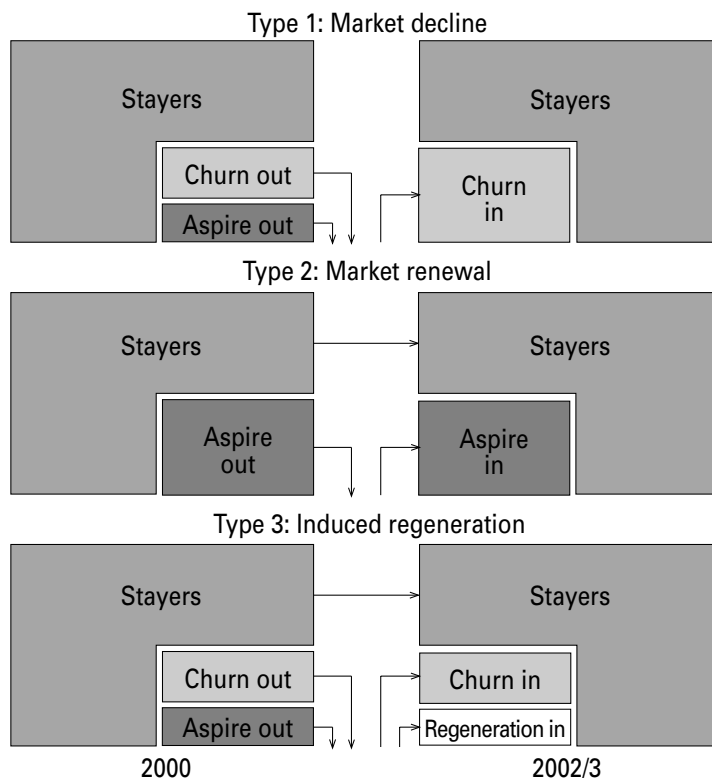 Type 1: Market decline
Stayers
Stayers
Churn out
Churn
in
Aspire out
Type 2: Market renewal
Stayers
Stayers
Aspire
out
Aspire
in
Type 3: Induced regeneration
Stayers
Stayers
Churn out
Churn in
Aspire out
Regeneration in
2000
2002/3